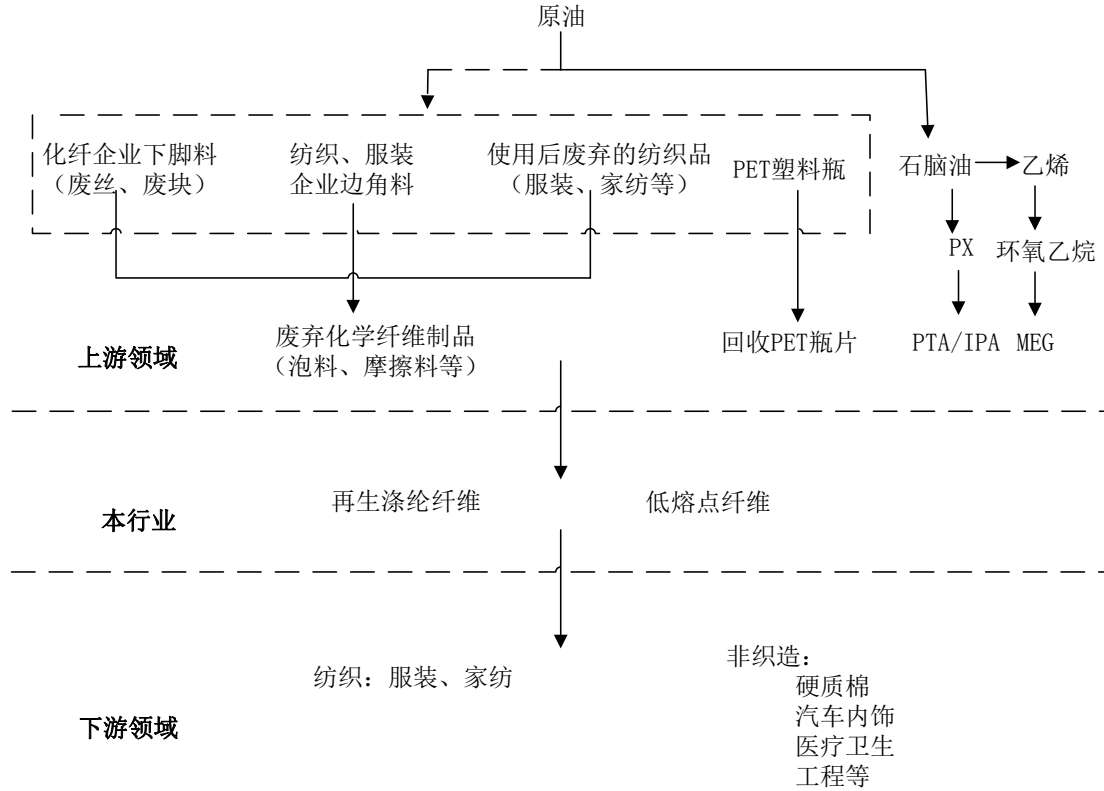 原油
化纤企业下脚料
（废丝、废块）
纺织、服装
企业边角料
使用后废弃的纺织品
（服装、家纺等）
PET塑料瓶
石脑油
乙烯
PX
环氧乙烷
废弃化学纤维制品
（泡料、摩擦料等）
回收PET瓶片
PTA/IPA
MEG
上游领域
再生涤纶纤维
低熔点纤维
本行业
纺织：服装、家纺
非织造：
硬质棉
汽车内饰
医疗卫生
工程等
下游领域